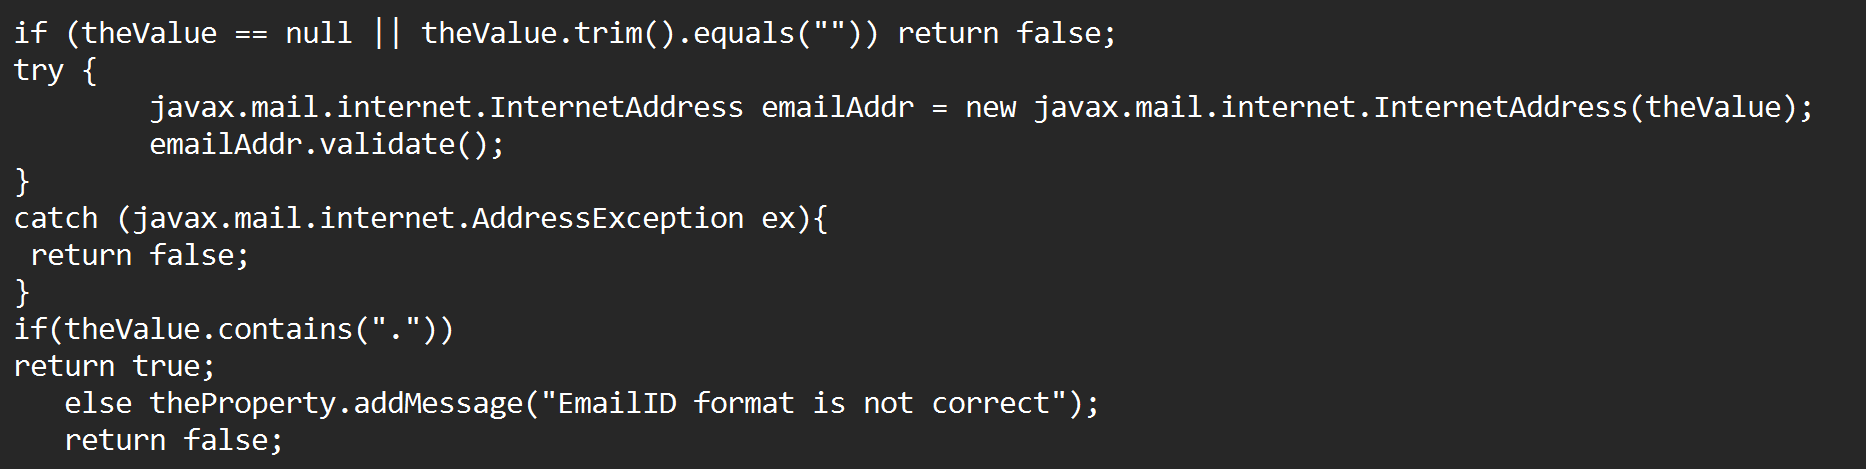 if (theValue == null || theValue.trim().equals("")) return false;
try {
        javax.mail.internet.InternetAddress emailAddr = new javax.mail.internet.InternetAddress(theValue);
        emailAddr.validate();
}
catch (javax.mail.internet.AddressException ex){
 return false;
}
if(theValue.contains("."))
return true;
   else theProperty.addMessage("EmailID format is not correct");
   return false;